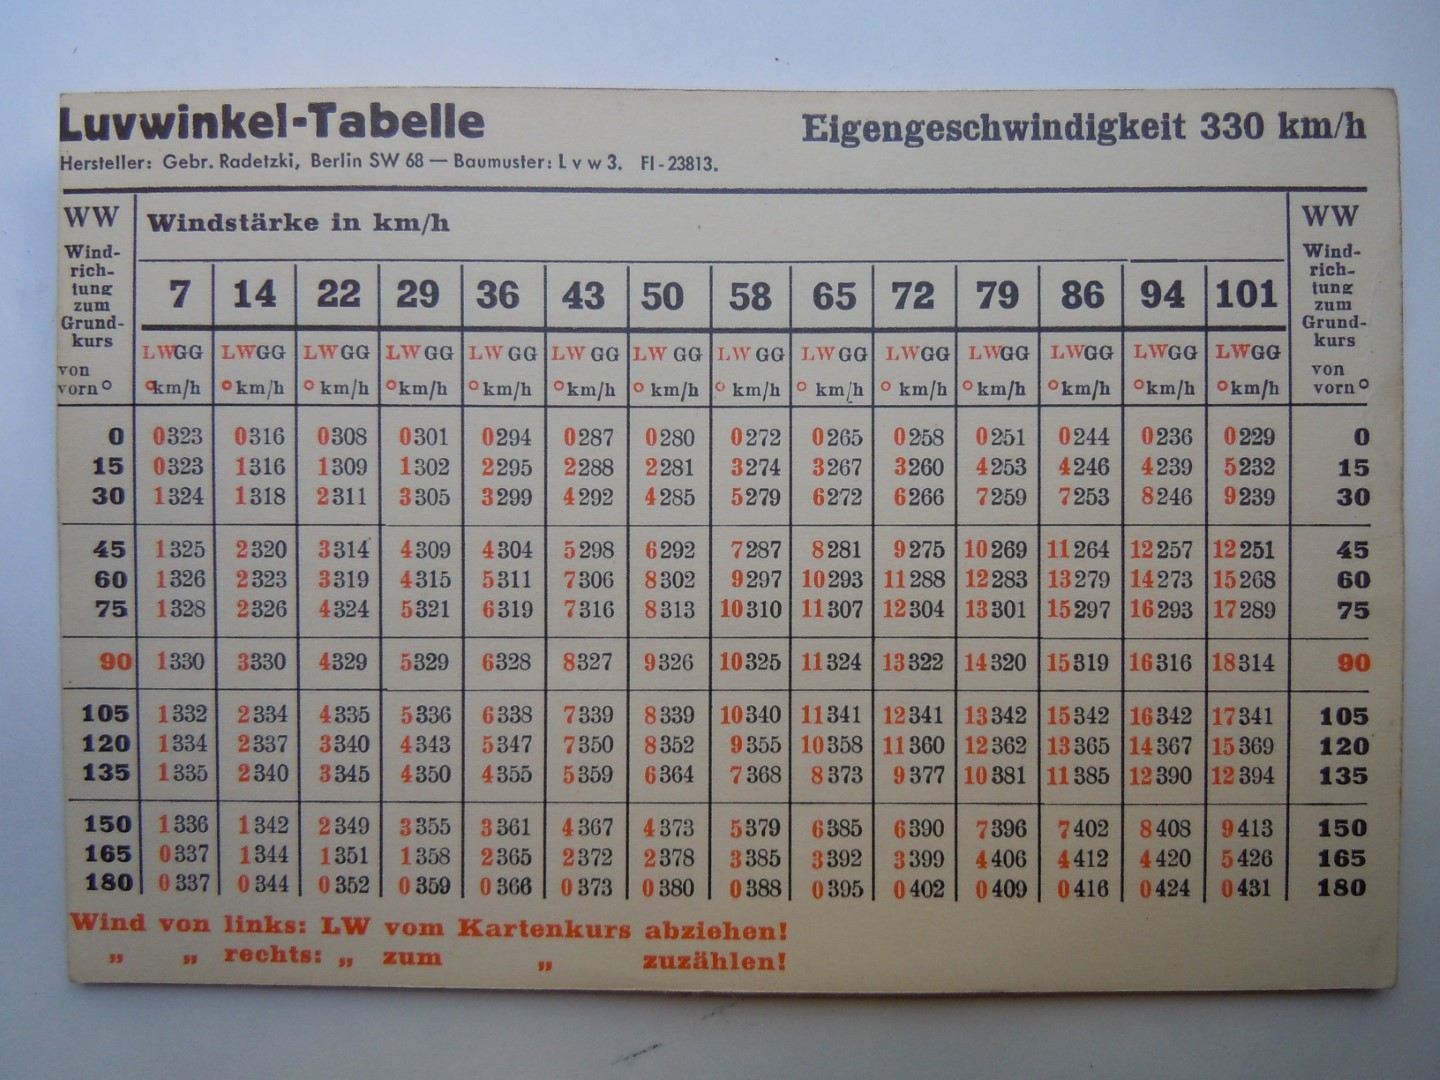 Luvwinkel-Tabelle Eigengeschwindigkeit 330 km/h
Hersteller: Gebr. Radetzki, Berlin SW 68 — Baumuster: L v w 3. Fl-23813.
WW Windstärke in km/h WW
Wind- Wind-
rich- rich-
tung tung
zum zum
Grund- Grund-
kurs kurs
von von
vorn° vorn°
7 14 22 29 36 43 50 58 65 72 79 86 94 101
LW GG LW GG LW GG LW GG LW GG LW GG LW GG LW GG LW GG LW GG LW GG LW GG LW GG LW GG
° km/h ° km/h ° km/h ° km/h ° km/h ° km/h ° km/h ° km/h ° km/h ° km/h ° km/h ° km/h ° km/h ° km/h
0 0 323 0 316 0 308 0 301 0 294 0 287 0 280 0 272 0 265 0 258 0 251 0 244 0 236 0 229 0
15 0 323 1 316 1 309 1 302 2 295 2 288 2 281 3 274 3 267 3 260 4 253 4 246 4 239 5 232 15
30 1 324 1 318 2 311 3 305 3 299 4 292 4 285 5 279 6 272 6 266 7 259 7 253 8 246 9 239 30
45 1 325 2 320 3 314 4 309 4 304 5 298 6 292 7 287 8 281 9 275 10 269 11 264 12 257 12 251 45
60 1 326 2 323 3 319 4 315 5 311 7 306 8 302 9 297 10 293 11 288 12 283 13 279 14 273 15 268 60
75 1 328 2 326 4 324 5 321 6 319 7 316 8 313 10 310 11 307 12 304 13 301 15 297 16 293 17 289 75
90 1 330 3 330 4 329 5 329 6 328 8 327 9 326 10 325 11 324 13 322 14 320 15 319 16 316 18 314 90
105 1 332 2 334 4 335 5 336 6 338 7 339 8 339 10 340 11 341 12 341 13 342 15 342 16 342 17 341 105
120 1 334 2 337 3 340 4 343 5 347 7 350 8 352 9 355 10 358 11 360 12 362 13 365 14 367 15 369 120
135 1 335 2 340 3 345 4 350 4 355 5 359 6 364 7 368 8 373 9 377 10 381 11 385 12 390 12 394 135
150 1 336 1 342 2 349 3 355 3 361 4 367 4 373 5 379 6 385 6 390 7 396 7 402 8 408 9 413 150
165 0 337 1 344 1 351 1 358 2 365 2 372 2 378 3 385 3 392 3 399 4 406 4 412 4 420 5 426 165
180 0 337 0 344 0 352 0 359 0 366 0 373 0 380 0 388 0 395 0 402 0 409 0 416 0 424 0 431 180
Wind von links: LW vom Kartenkurs abziehen!
„ „ rechts: „ zum „ zuzählen!